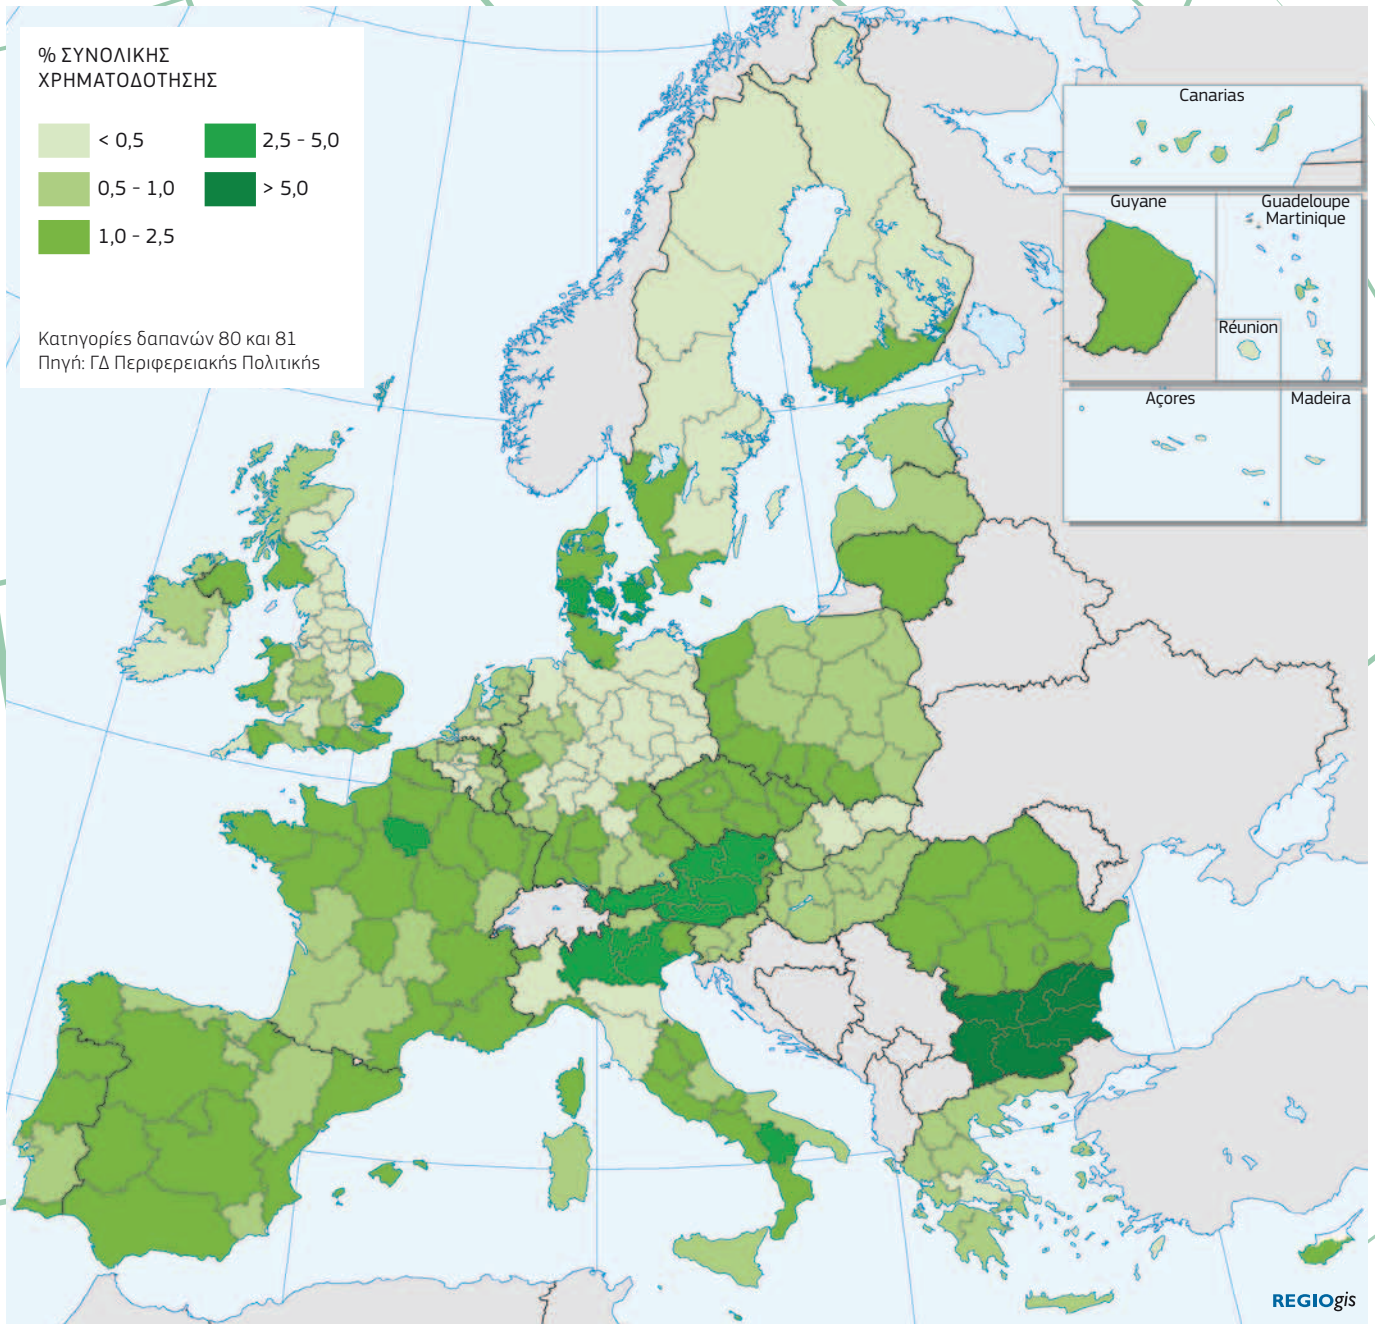 % ΣΥΝΟΛΙΚΗΣ
ΧΡΗΜΑΤΟΔΟΤΗΣΗΣ
< 0,5
0,5 - 1,0
1,0 - 2,5
2,5 - 5,0
> 5,0
Κατηγορίες δαπανών 80 και 81
Πηγή: ΓΔ Περιφερειακής Πολιτικής
Canarias
Guyane
Guadeloupe
Martinique
Réunion
Açores
Madeira
REGIOgis